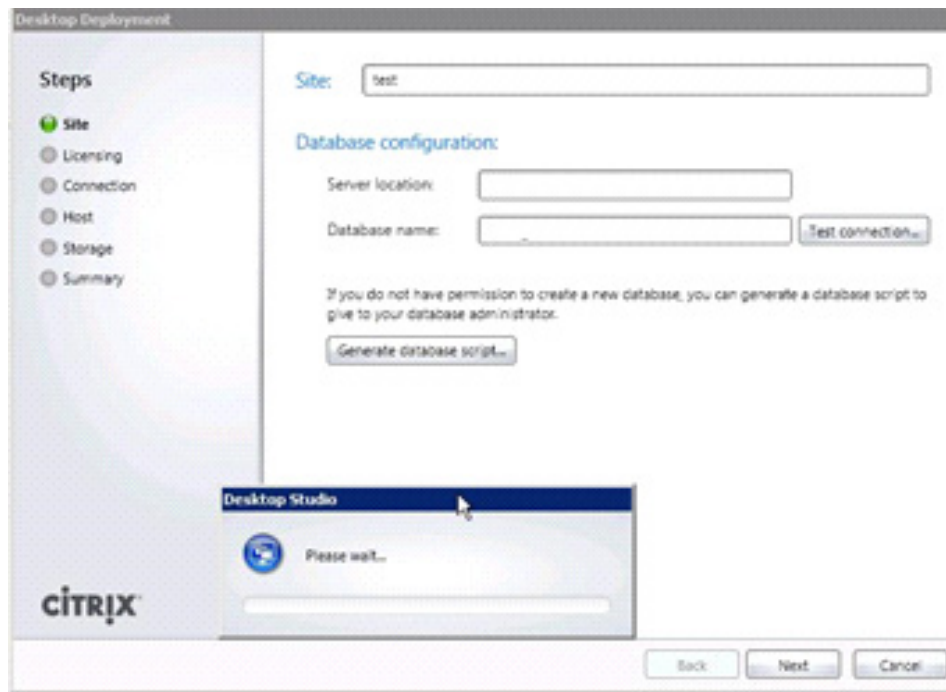 Desktop Deployment
Steps
Site
Licensing
Connection
Host
Storage
Summary
Site: test
Database configuration:
Server location:
Database name:
Test connection...
If you do not have permission to create a new database, you can generate a database script to
give to your database administrator.
Generate database script...
Desktop Studio
Please wait...
CITRIX
Back Next Cancel